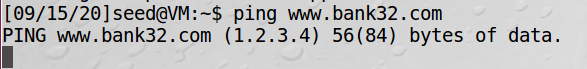 [09/15/20]seed@VM:~$ ping www.bank32.com
PING www.bank32.com (1.2.3.4) 56(84) bytes of data.